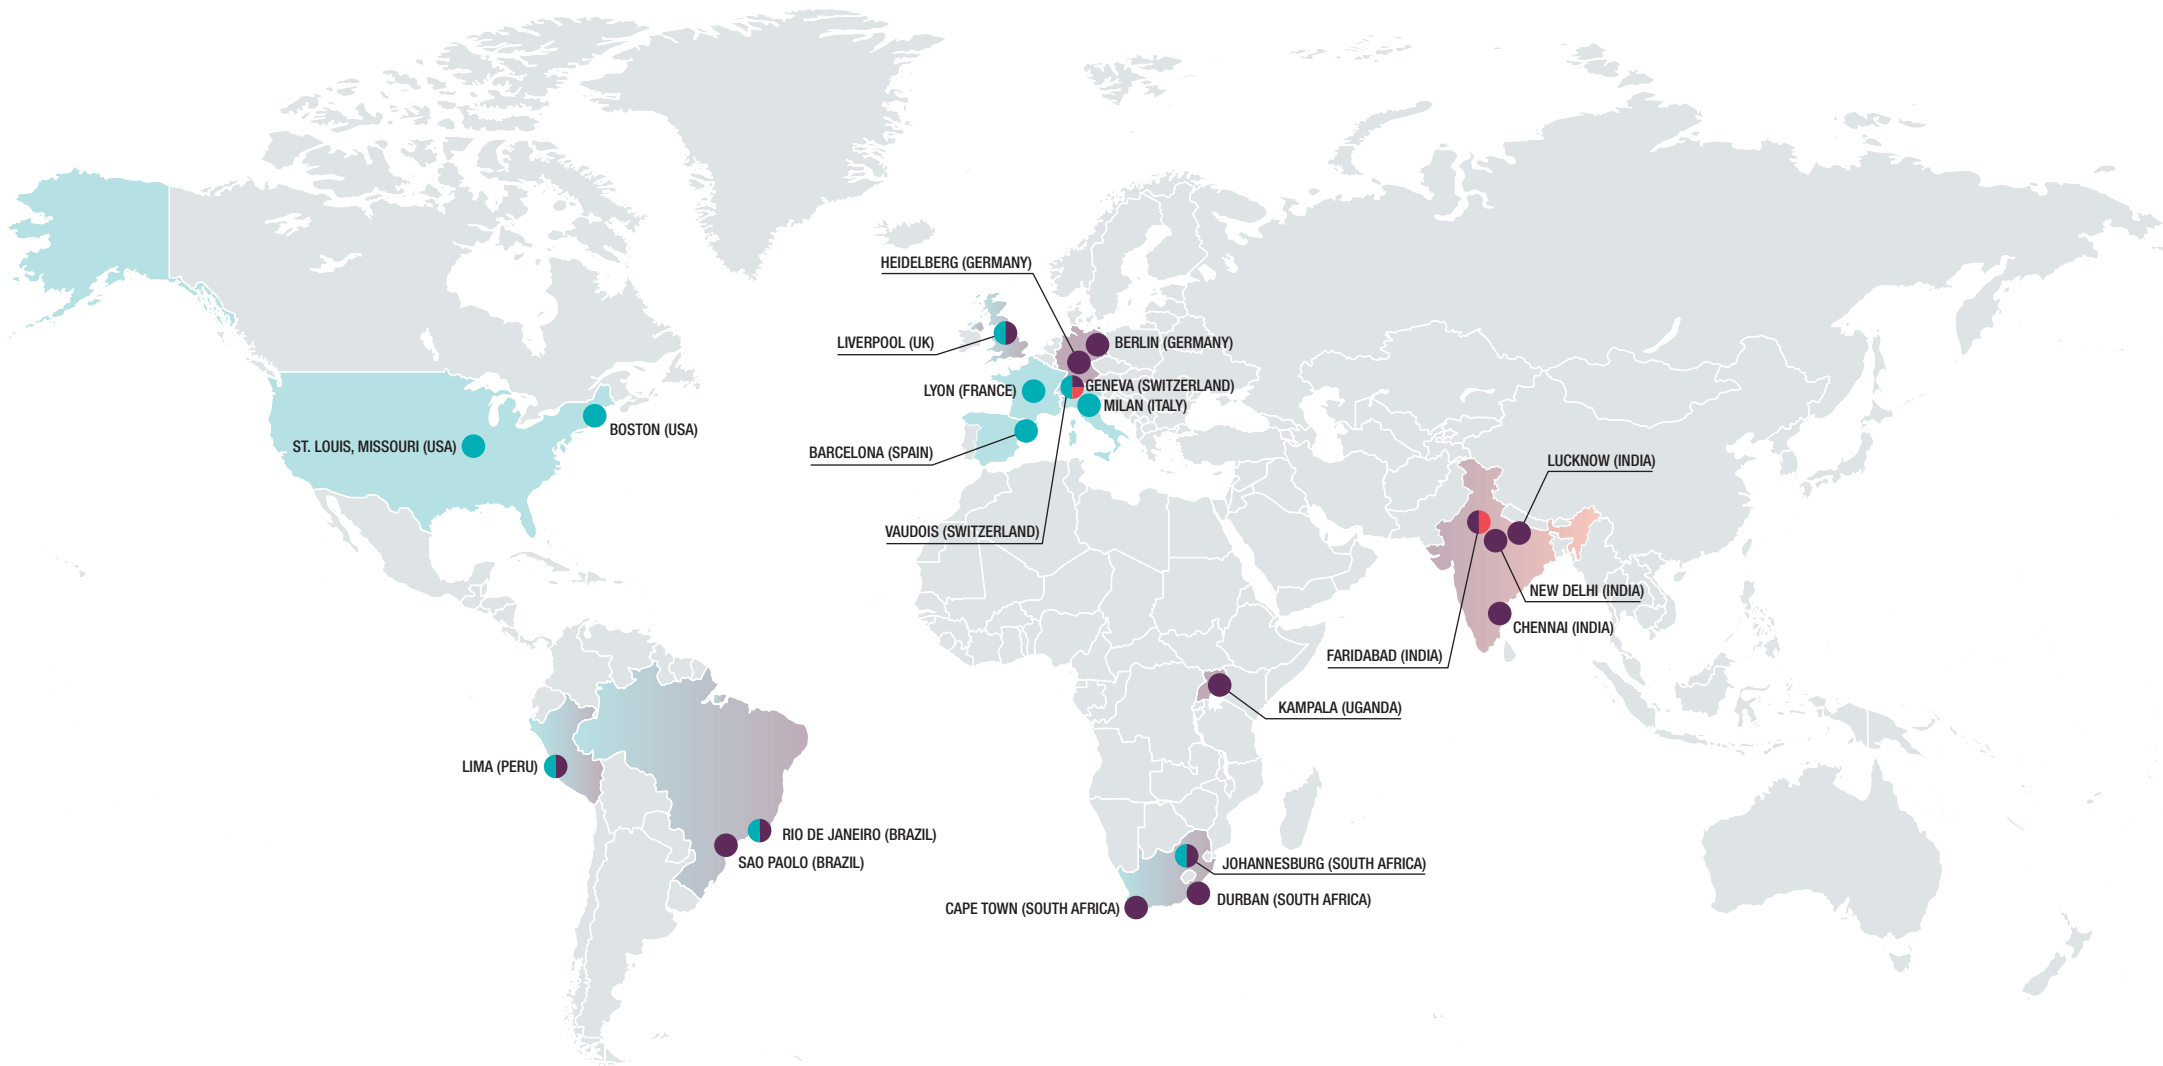 HEIDELBERG (GERMANY)
LIVERPOOL (UK)
BERLIN (GERMANY)
LYON (FRANCE)
GENEVA (SWITZERLAND)
MILAN (ITALY)
BOSTON (USA)
ST. LOUIS, MISSOURI (USA)
BARCELONA (SPAIN)
LUCKNOW (INDIA)
VAUDOIS (SWITZERLAND)
NEW DELHI (INDIA)
CHENNAI (INDIA)
FARIDABAD (INDIA)
KAMPALA (UGANDA)
LIMA (PERU)
RIO DE JANEIRO (BRAZIL)
SAO PAOLO (BRAZIL)
JOHANNESBURG (SOUTH AFRICA)
DURBAN (SOUTH AFRICA)
CAPE TOWN (SOUTH AFRICA)